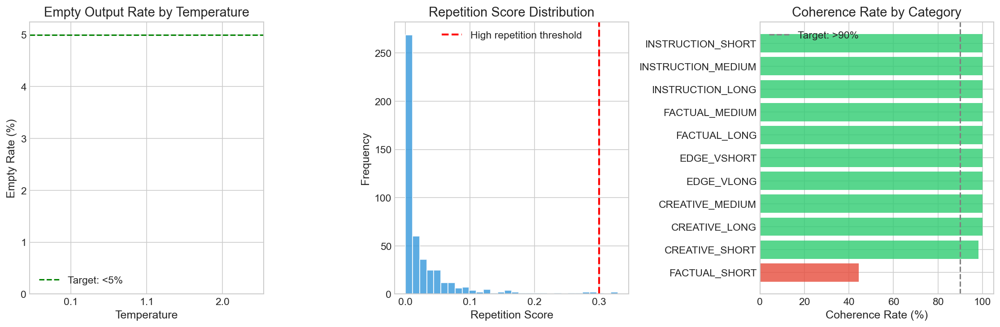 Empty Output Rate by Temperature
5
4
3
2
1
0
Empty Rate (%)
Target: <5%
0.1
1.1
2.0
Temperature
Repetition Score Distribution
High repetition threshold
250
200
150
100
50
0
Frequency
0.0
0.1
0.2
0.3
Repetition Score
Coherence Rate by Category
Target: >90%
INSTRUCTION_SHORT
INSTRUCTION_MEDIUM
INSTRUCTION_LONG
FACTUAL_MEDIUM
FACTUAL_LONG
EDGE_VSHORT
EDGE_VLONG
CREATIVE_MEDIUM
CREATIVE_LONG
CREATIVE_SHORT
FACTUAL_SHORT
0
20
40
60
80
100
Coherence Rate (%)